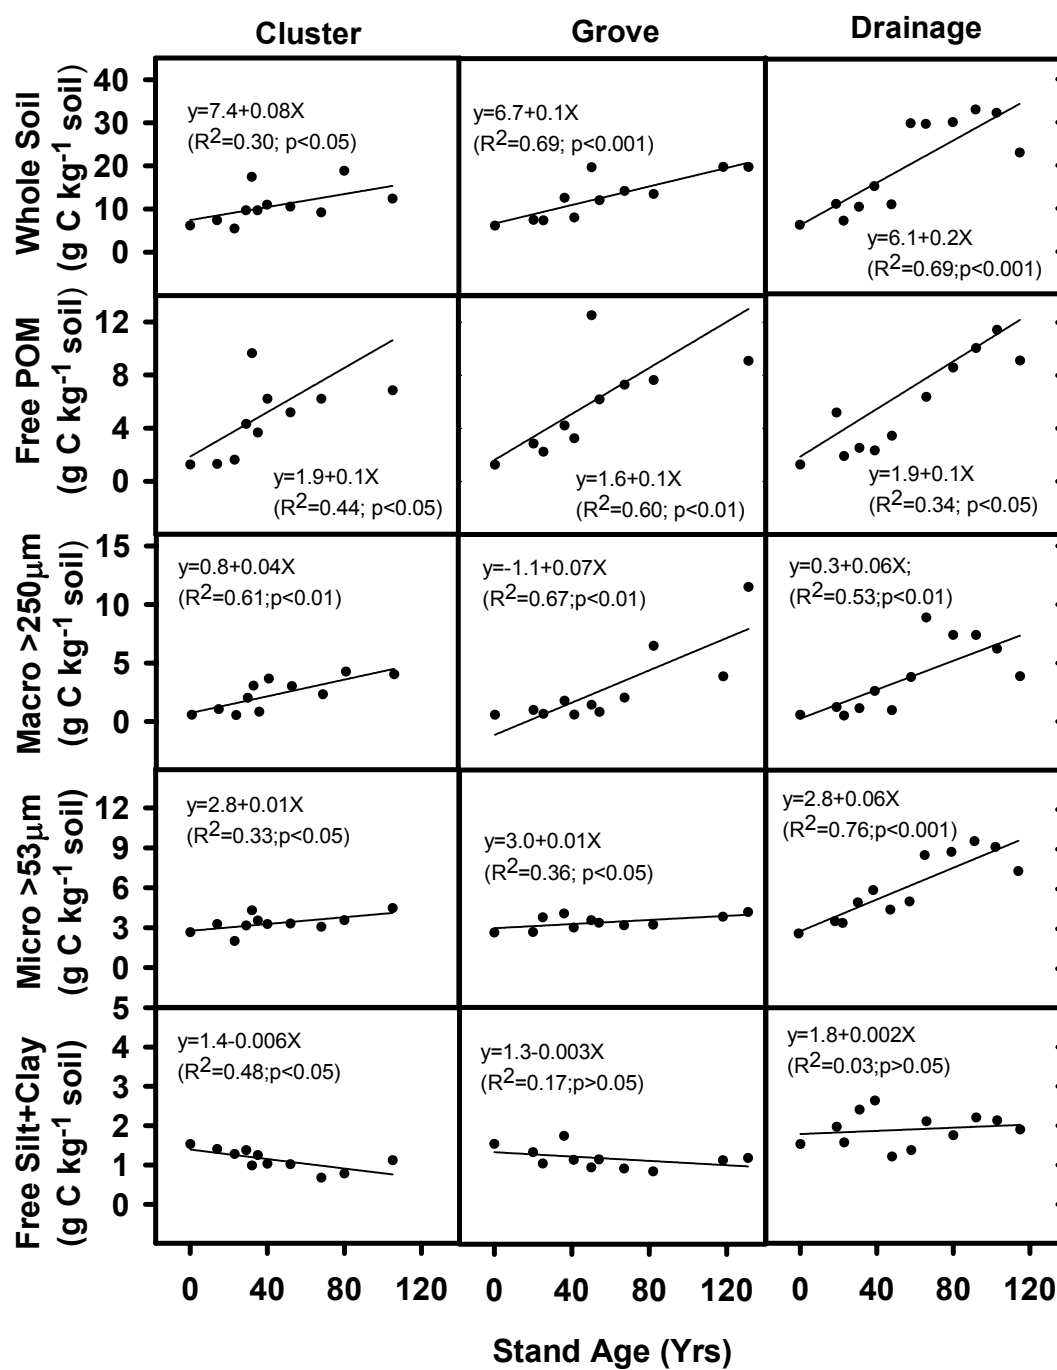 Cluster Grove Drainage
Whole Soil
(g C kg-1 soil)
40
30
20
10
0
y=7.4+0.08X
(R2=0.30; p<0.05)
y=6.7+0.1X
(R2=0.69; p<0.001)
y=6.1+0.2X
(R2=0.69;p<0.001)
Free POM
(g C kg-1 soil)
12
8
4
0
y=1.9+0.1X
(R2=0.44; p<0.05)
y=1.6+0.1X
(R2=0.60; p<0.01)
y=1.9+0.1X
(R2=0.34; p<0.05)
Macro >250μm
(g C kg-1 soil)
15
10
5
0
y=0.8+0.04X
(R2=0.61;p<0.01)
y=-1.1+0.07X
(R2=0.67;p<0.01)
y=0.3+0.06X;
(R2=0.53;p<0.01)
Micro >53μm
(g C kg-1 soil)
12
9
6
3
0
y=2.8+0.01X
(R2=0.33;p<0.05)
y=3.0+0.01X
(R2=0.36; p<0.05)
y=2.8+0.06X
(R2=0.76;p<0.001)
Free Silt+Clay
(g C kg-1 soil)
5
4
3
2
1
0
y=1.4-0.006X
(R2=0.48;p<0.05)
y=1.3-0.003X
(R2=0.17;p>0.05)
y=1.8+0.002X
(R2=0.03;p>0.05)
0 40 80 120 0 40 80 120 0 40 80 120
Stand Age (Yrs)